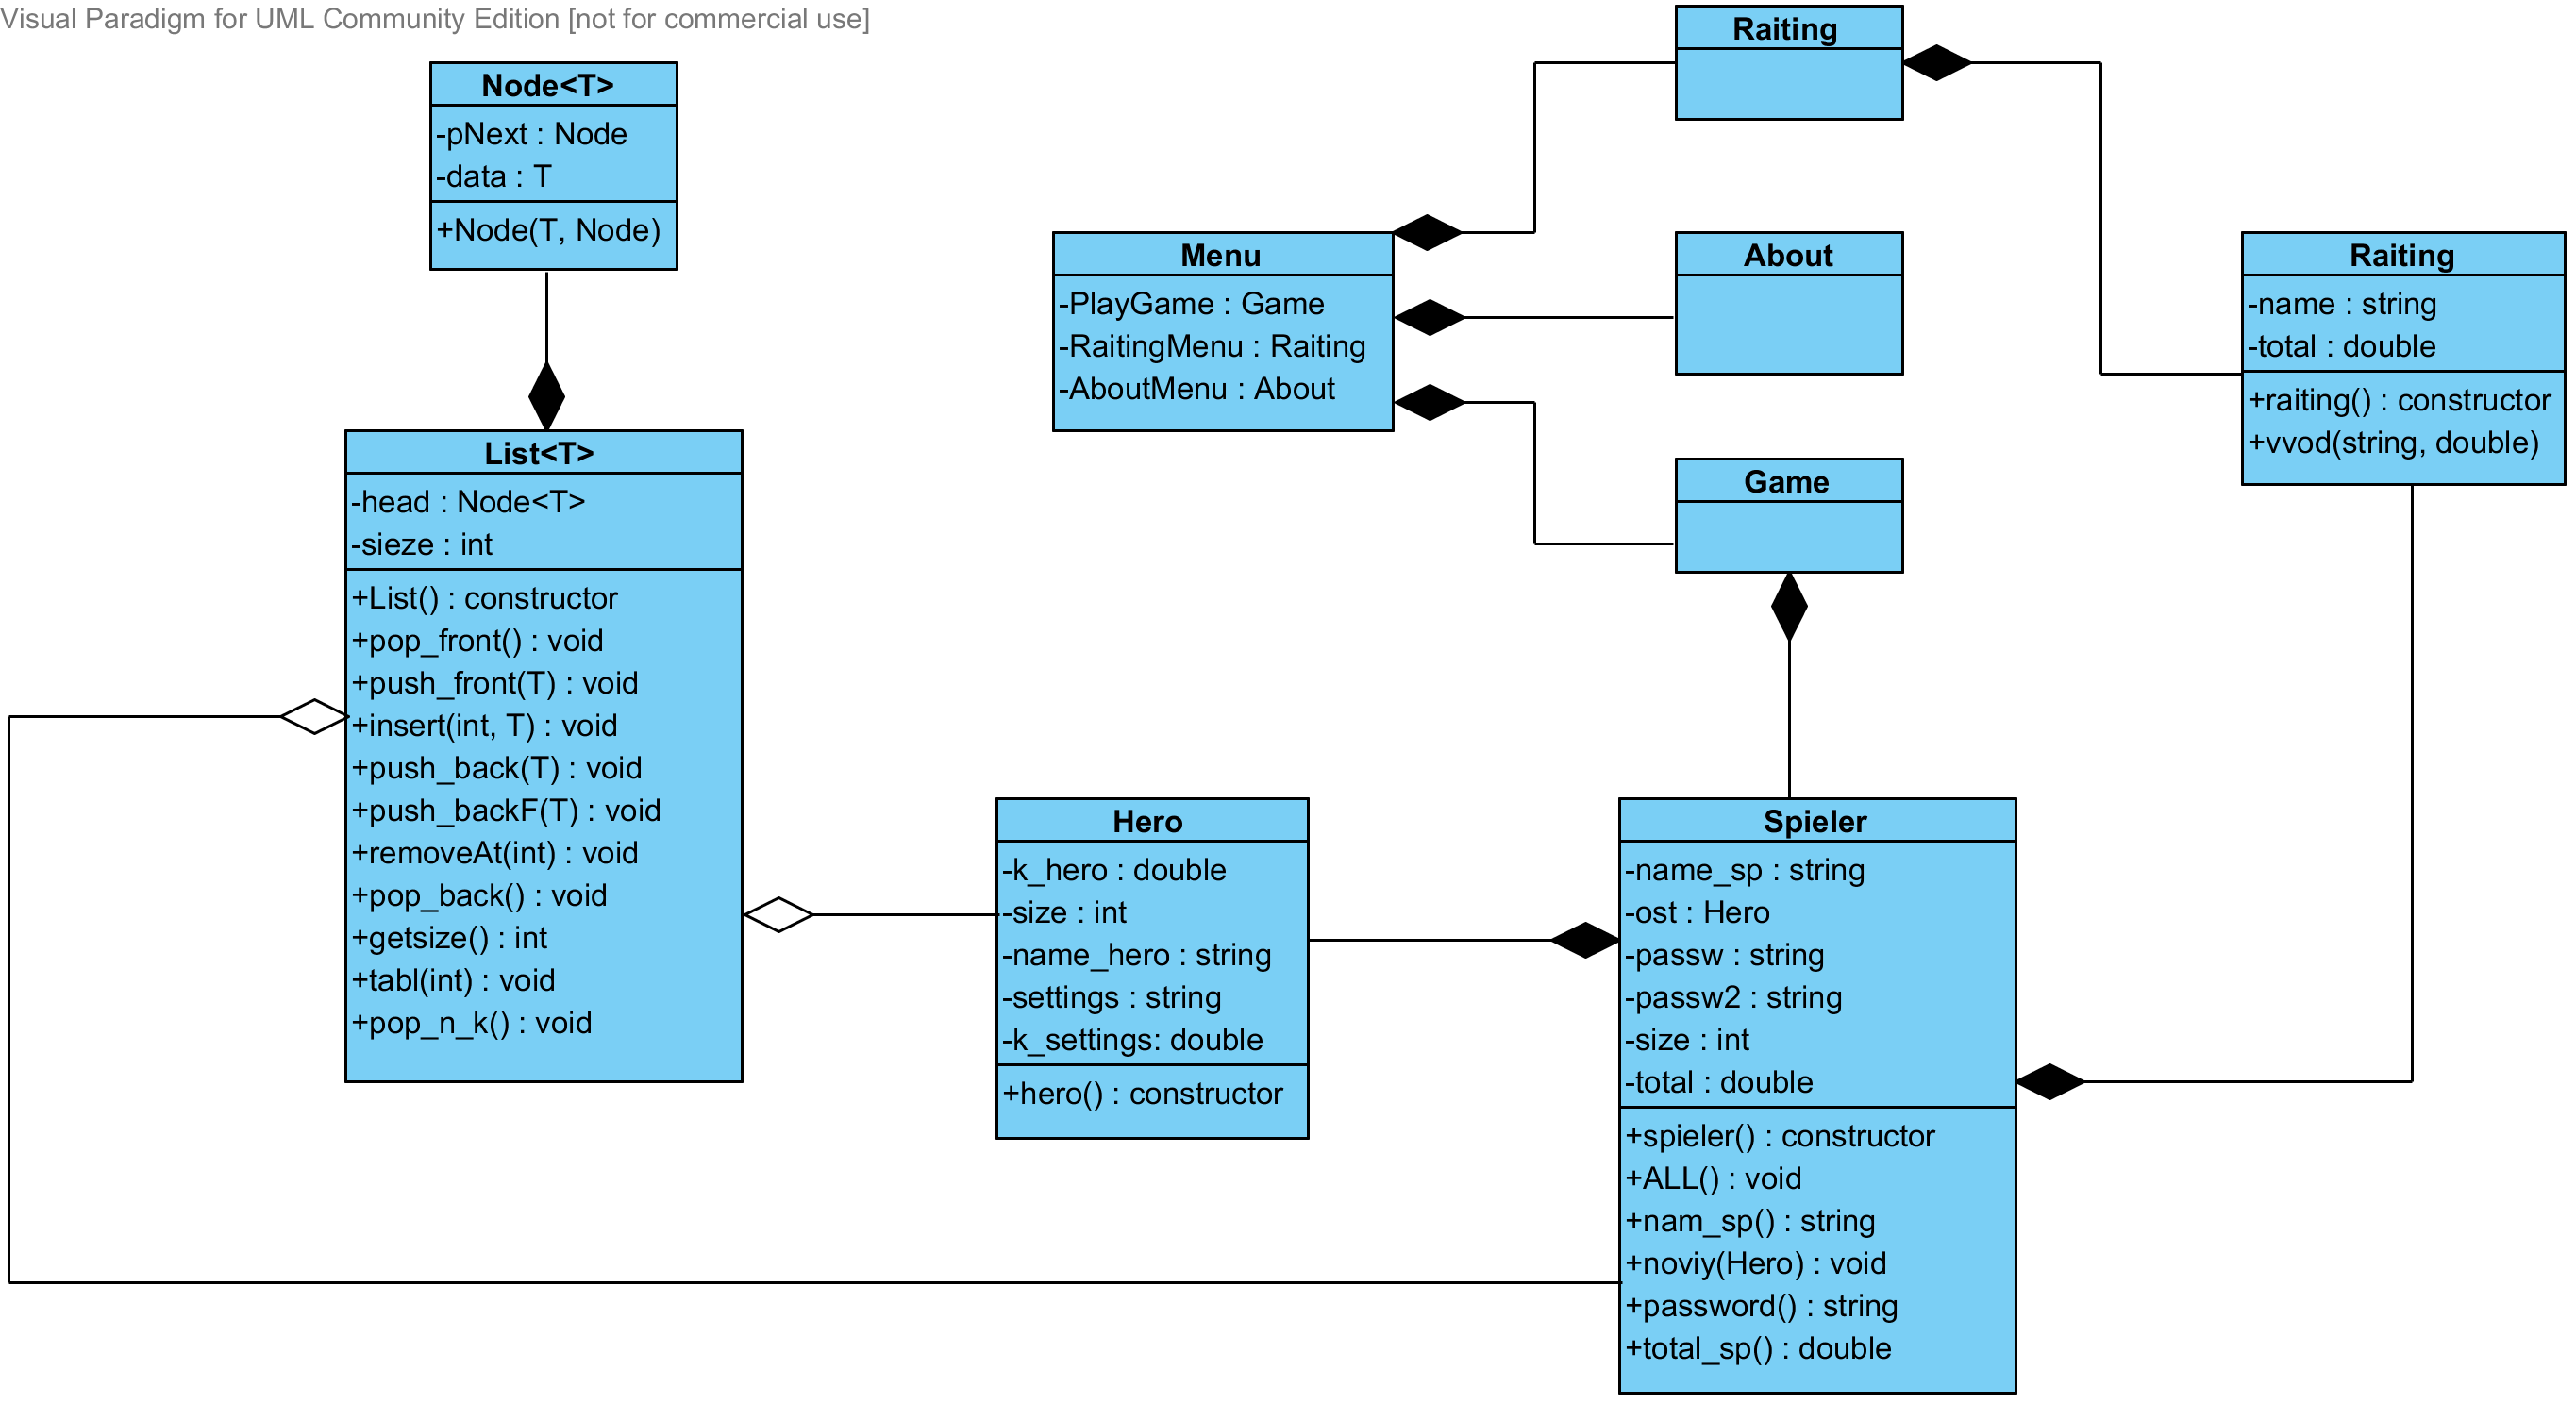 Visual Paradigm for UML Community Edition [not for commercial use]
Node<T>
-pNext : Node
-data : T
+Node(T, Node)
List<T>
-head : Node<T>
-sieze : int
+List() : constructor
+pop_front() : void
+push_front(T) : void
+insert(int, T) : void
+push_back(T) : void
+push_backF(T) : void
+removeAt(int) : void
+pop_back() : void
+getsize() : int
+tabl(int) : void
+pop_n_k() : void
Raiting
Menu
-PlayGame : Game
-RaitingMenu : Raiting
-AboutMenu : About
About
Game
Raiting
-name : string
-total : double
+raiting() : constructor
+vvod(string, double)
Hero
-k_hero : double
-size : int
-name_hero : string
-settings : string
-k_settings: double
+hero() : constructor
Spieler
-name_sp : string
-ost : Hero
-passw : string
-passw2 : string
-size : int
-total : double
+spieler() : constructor
+ALL() : void
+nam_sp() : string
+noviy(Hero) : void
+password() : string
+total_sp() : double